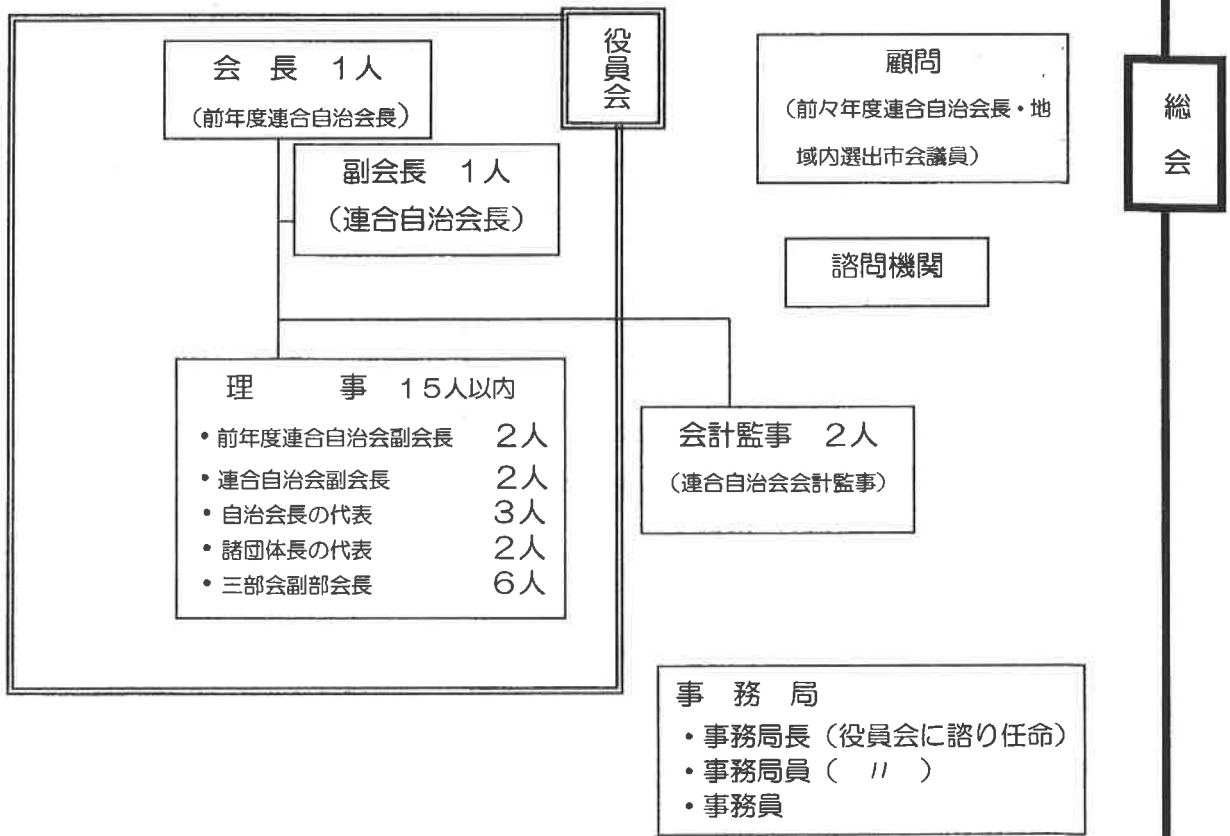 役員会
会　長　１人
（前年度連合自治会長）
副会長　１人
（連合自治会長）
理　　事　１５人以内
・前年度連合自治会副会長　２人
・連合自治会副会長　２人
・自治会長の代表　３人
・諸団体長の代表　２人
・三部会副部会長　６人
会計監事　２人
（連合自治会会計監事）
顧問
（前々年度連合自治会長・地
域内選出市会議員）
諮問機関
総会
事　務　局
・事務局長（役員会に諮り任命）
・事務局員（　〃　）
・事務員